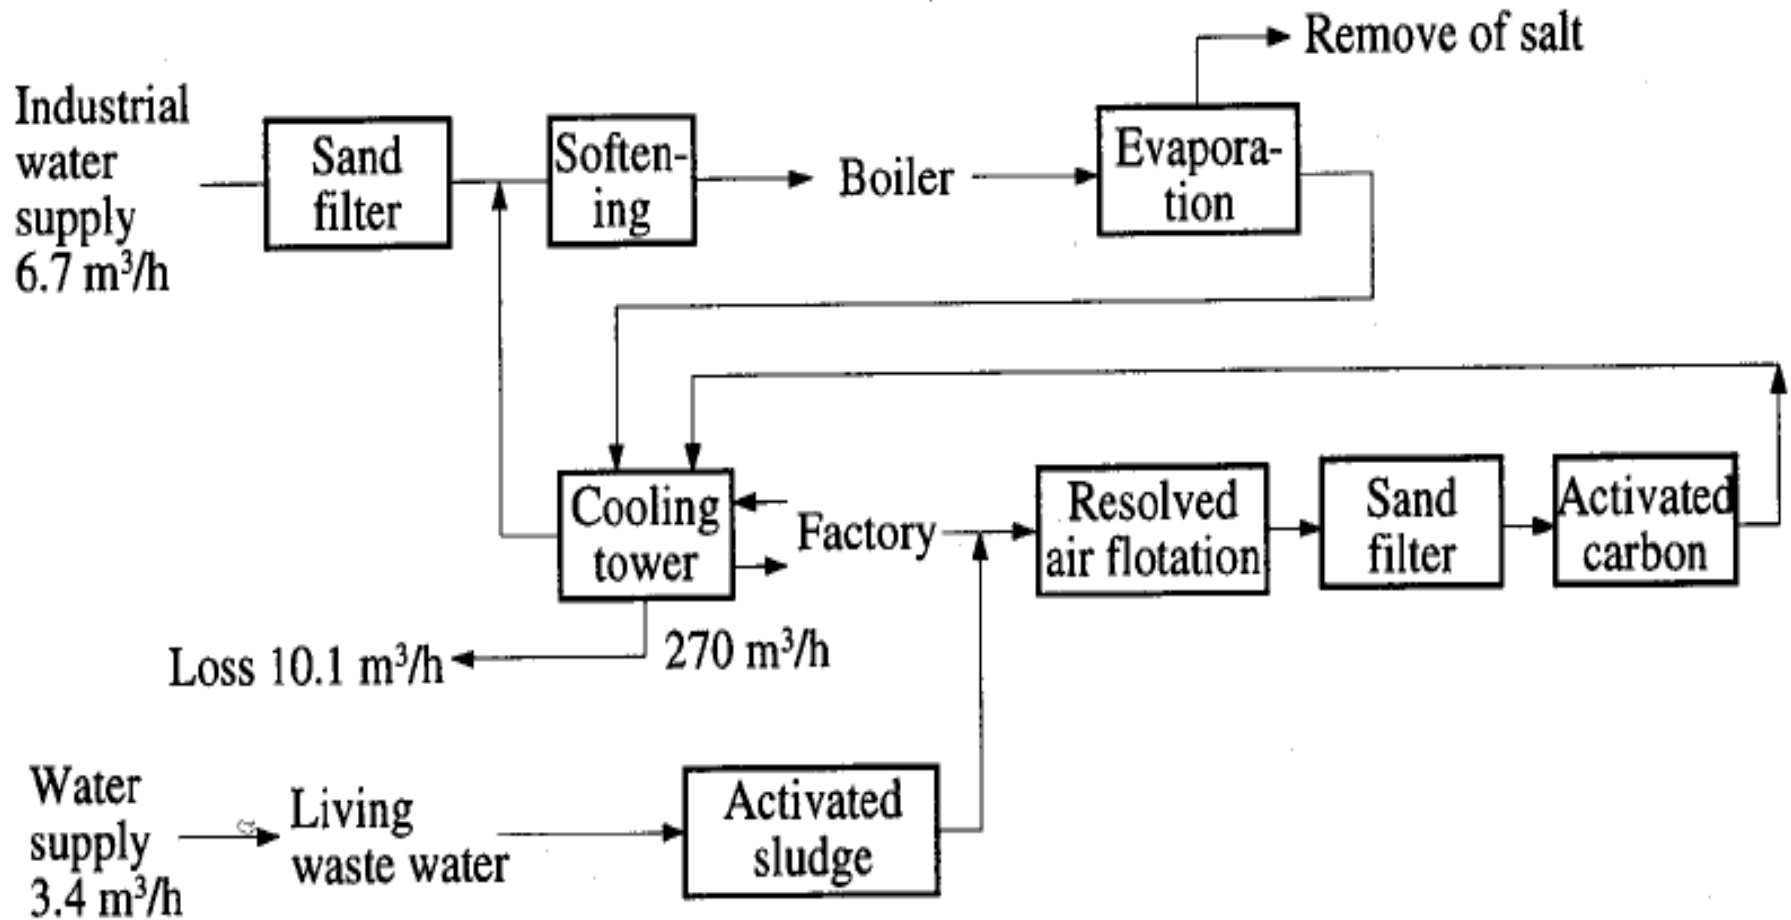 Remove of salt
Industrial
water
supply
6.7 m³/h
Sand
filter
Soften-
ing
Boiler
Evapora-
tion
Cooling
tower
Factory
Resolved
air flotation
Sand
filter
Activated
carbon
Loss 10.1 m³/h
270 m³/h
Water
supply
3.4 m³/h
Living
waste water
Activated
sludge